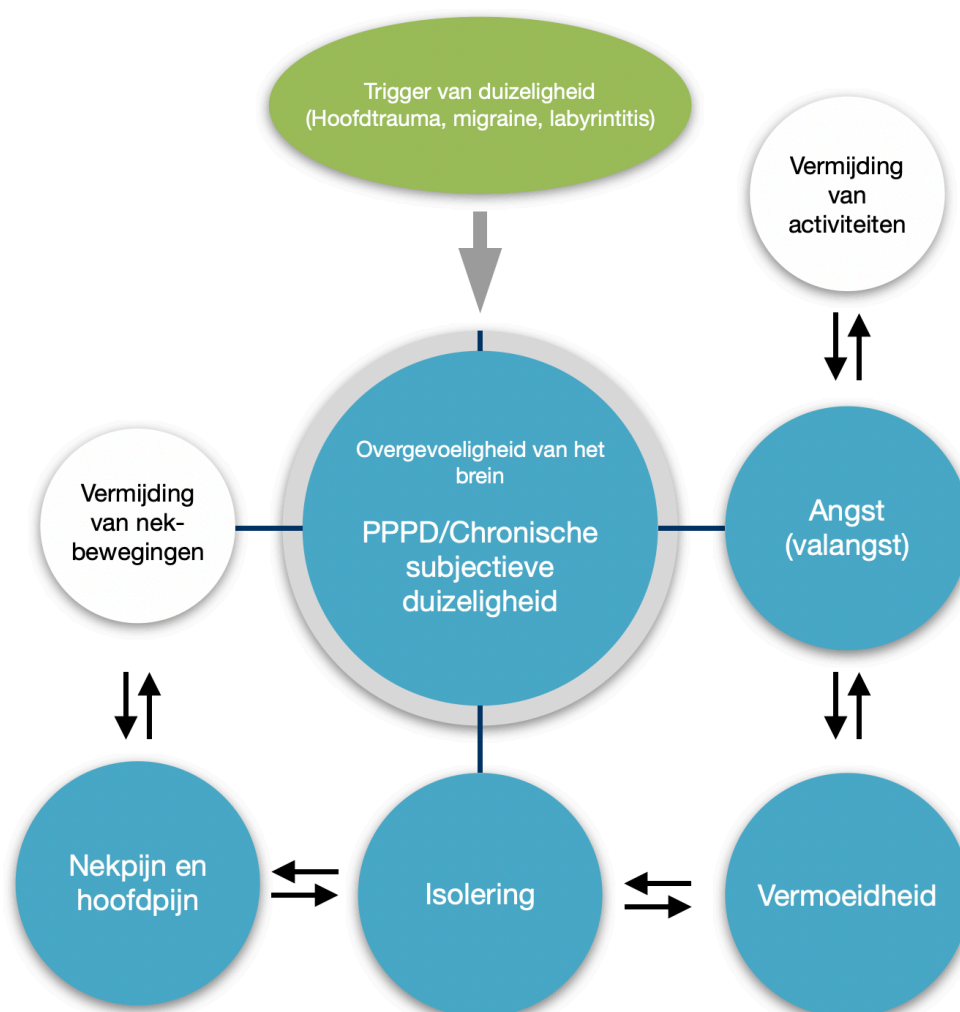 Trigger van duizeligheid
(Hoofdtrauma, migraine, labyrintitis)
Vermijding
van
activiteiten
Overgevoeligheid van het
brein
PPPD/Chronische
subjectieve
duizeligheid
Vermijding
van nek-
bewegingen
Angst
(valangst)
Nekpijn en
hoofdpijn
Isolering
Vermoeidheid